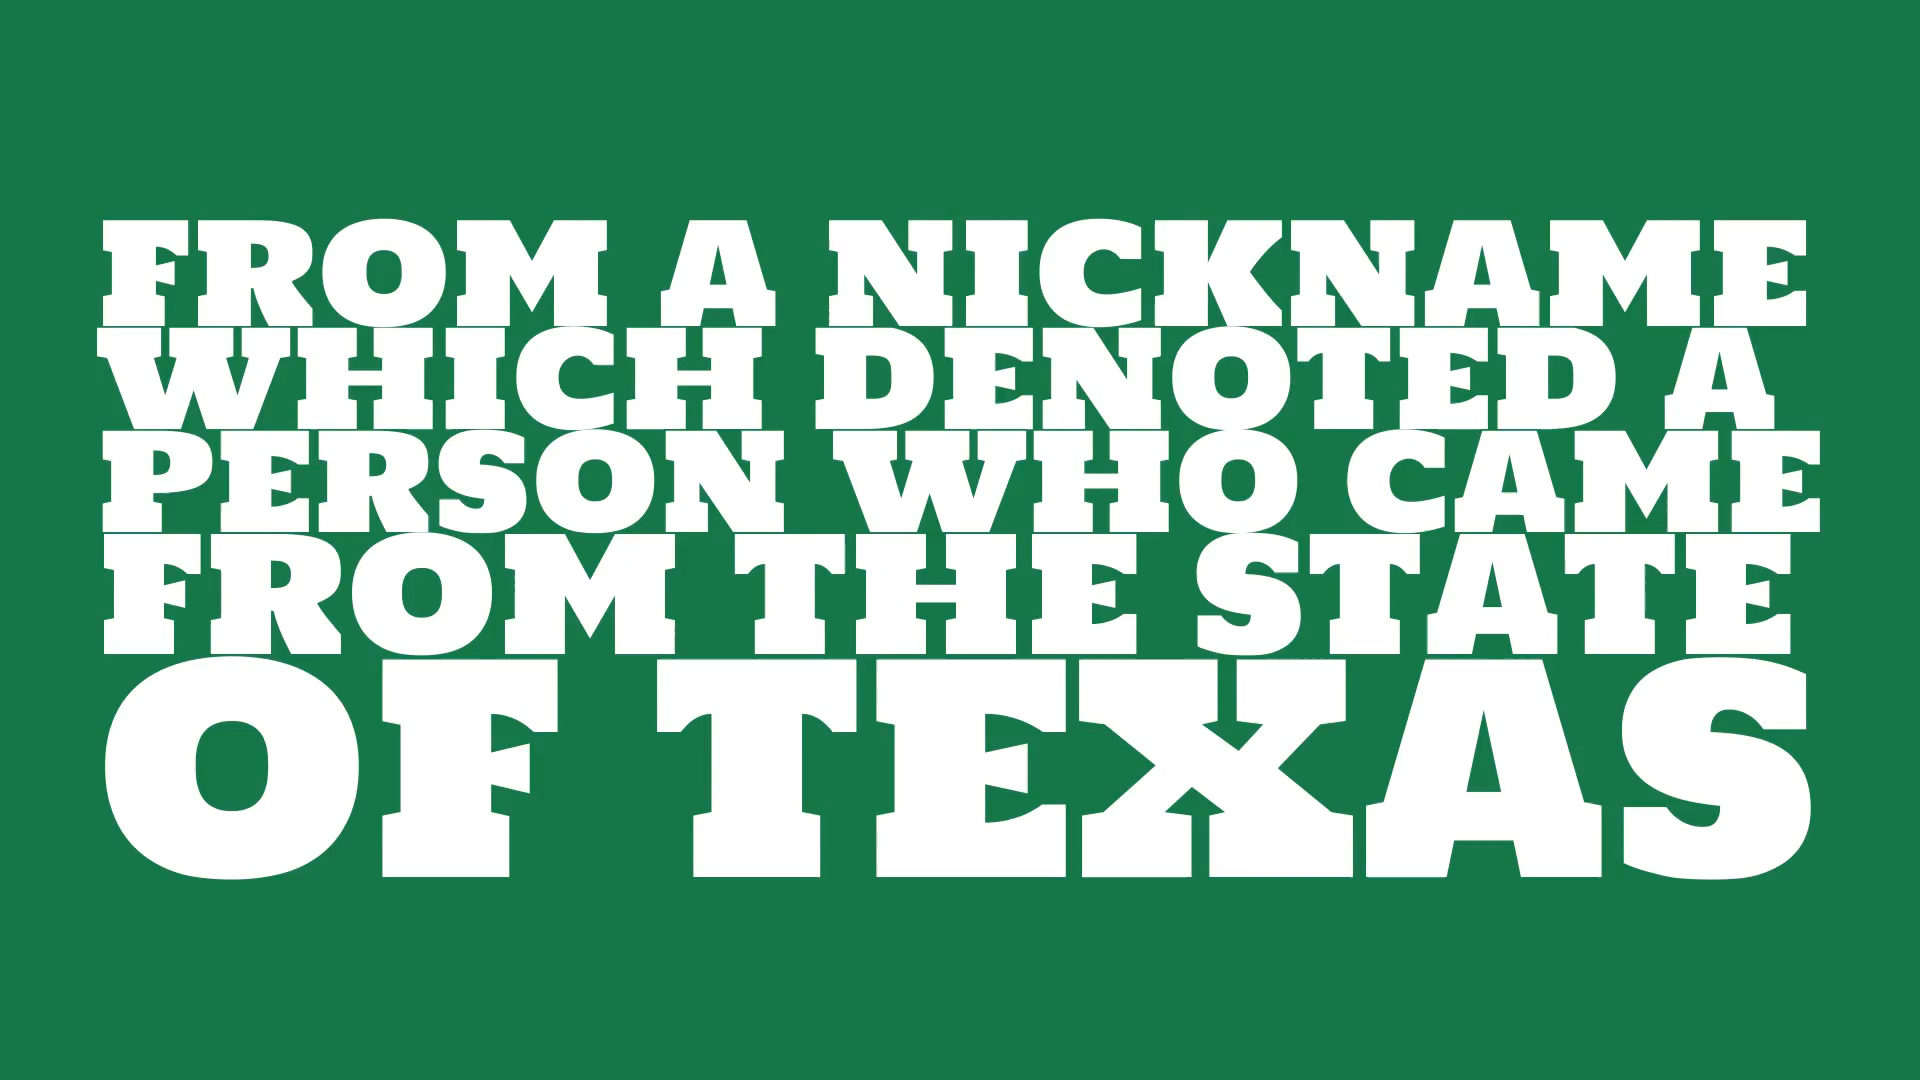 FROM A NICKNAME
WHICH DENOTED A
PERSON WHO CAME
FROM THE STATE
OF TEXAS